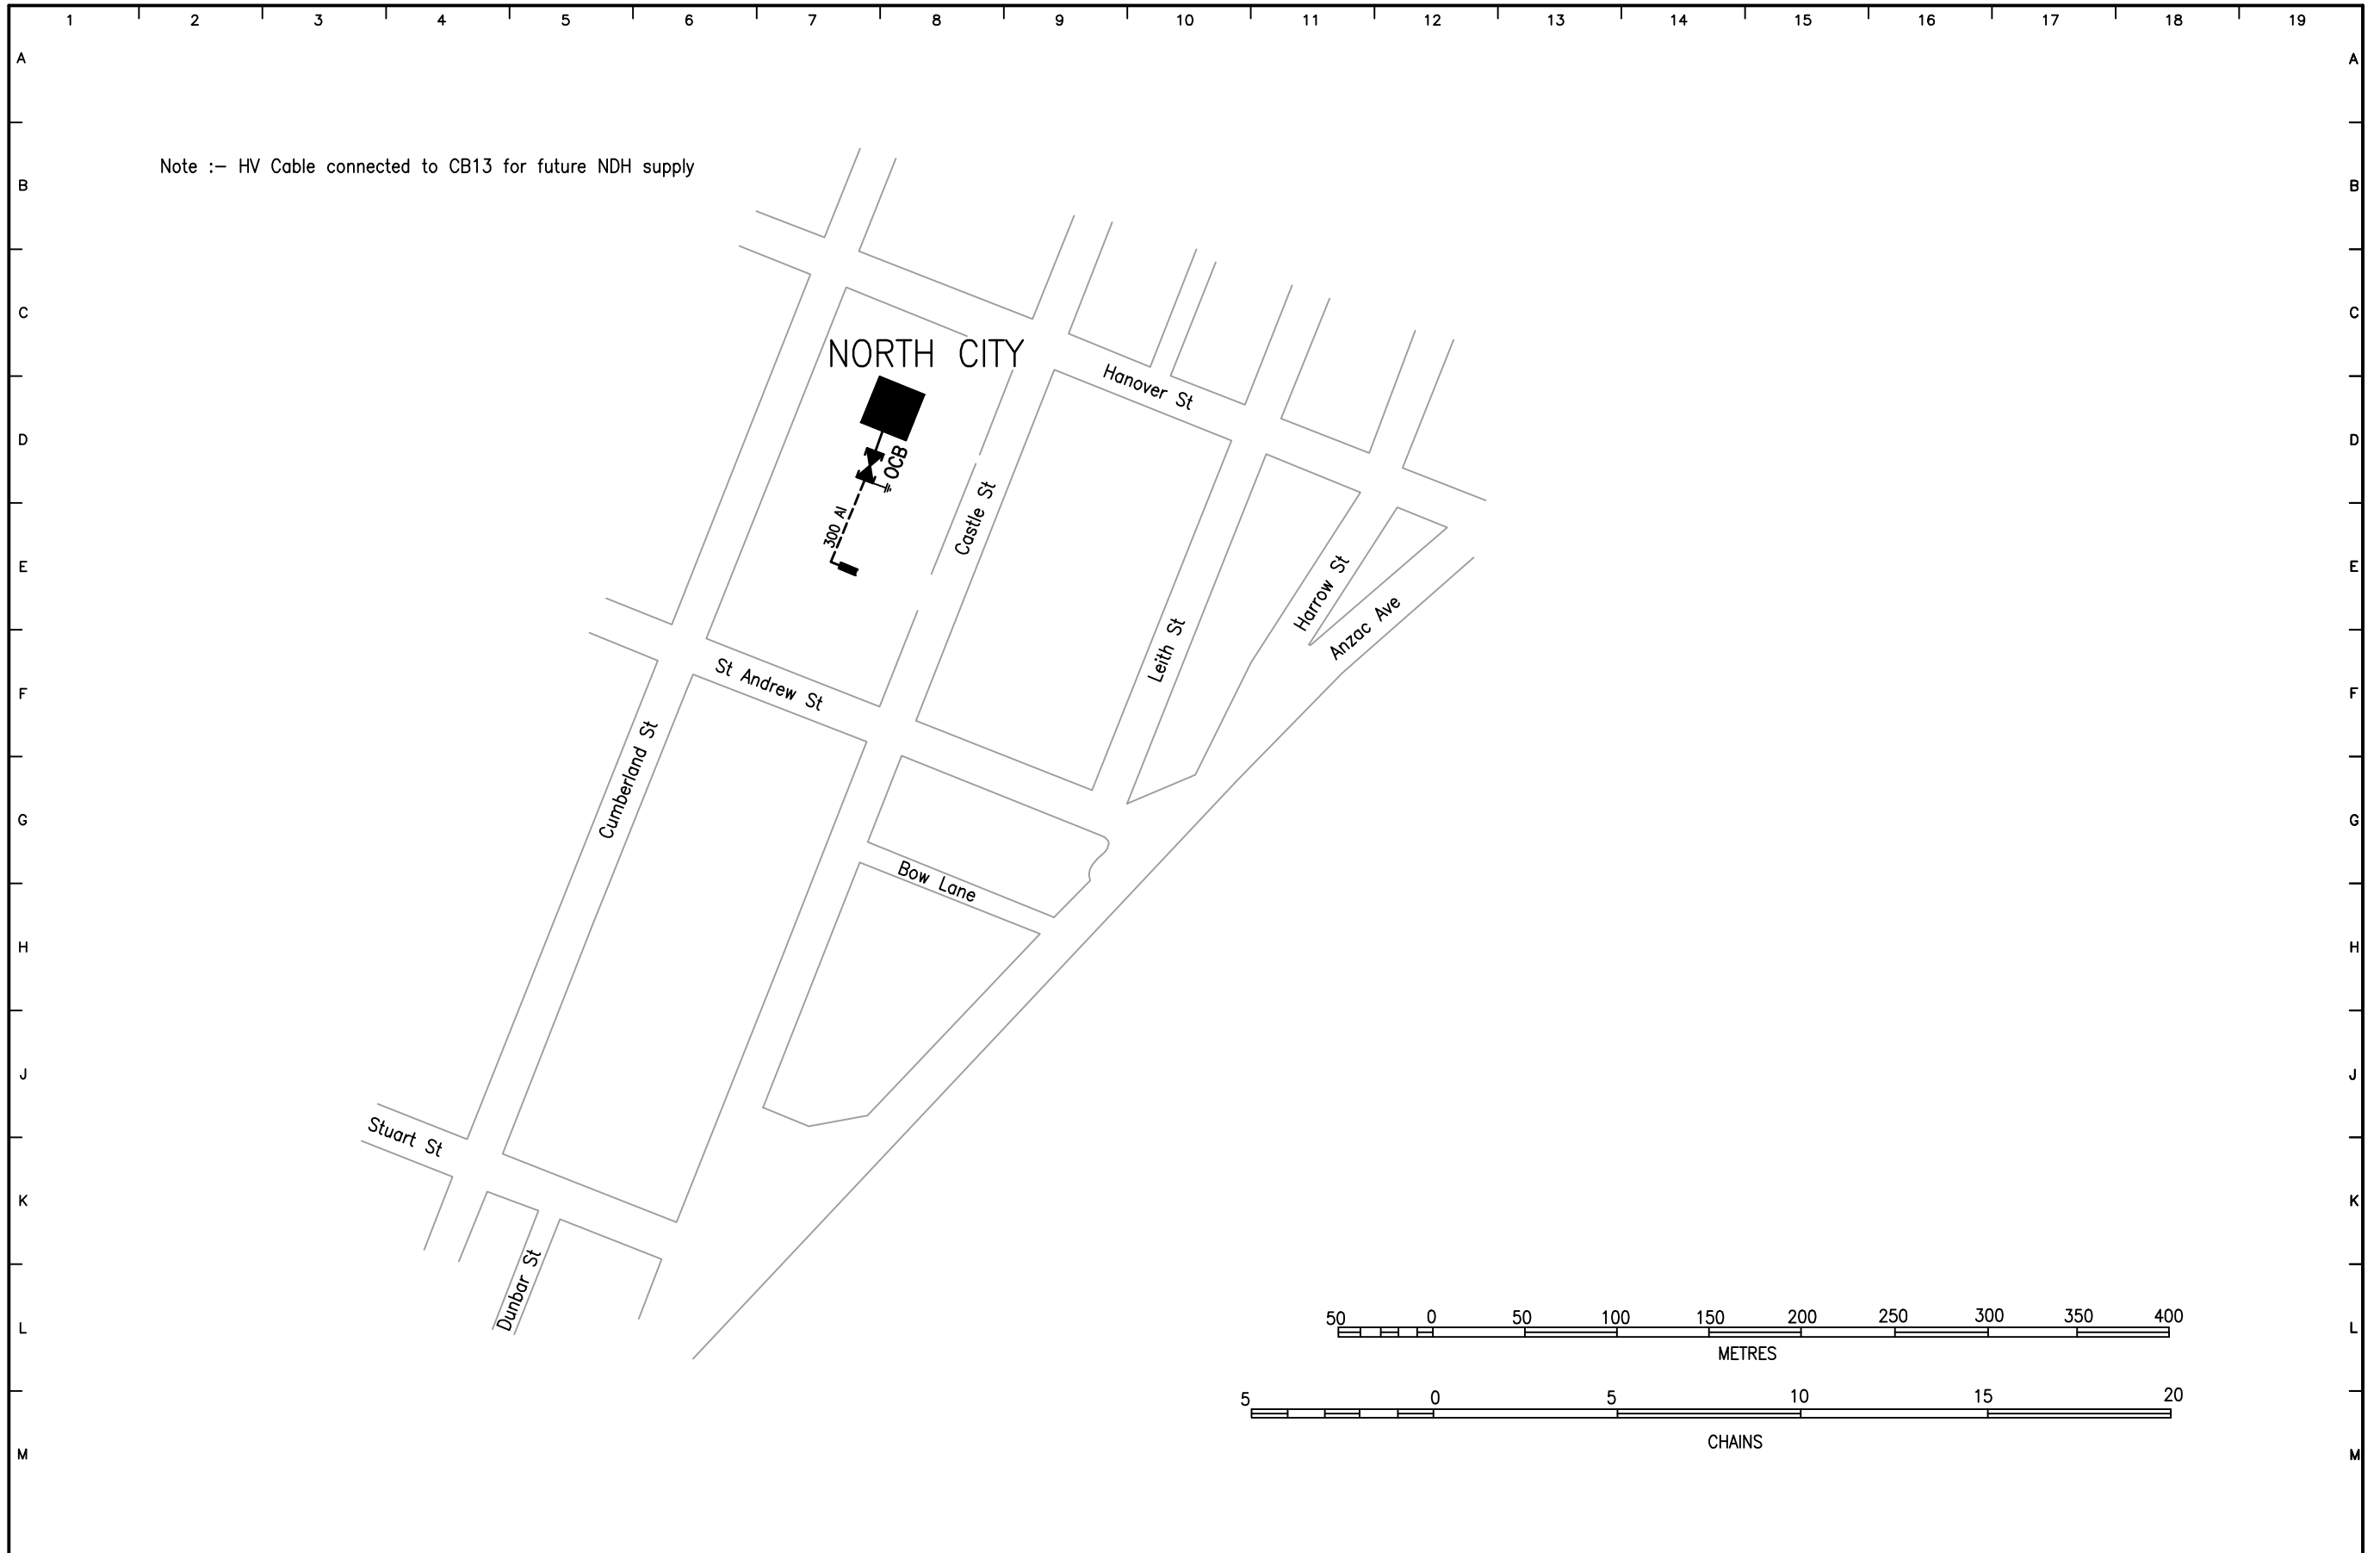 1 2 3 4 5 6 7 8 9 10 11 12 13 14 15 16 17 18 19
A A
Note :- HV Cable connected to CB13 for future NDH supply
B B
C C
NORTH CITY
Hanover St
D D
OCB
Castle St
300 Al
E E
Harrow St
Anzac Ave
Leith St
St Andrew St
F F
Cumberland St
G G
Bow Lane
H H
J J
Stuart St
K K
Dunbar St
50 0 50 100 150 200 250 300 350 400
L L
METRES
5 0 5 10 15 20
CHAINS
M M